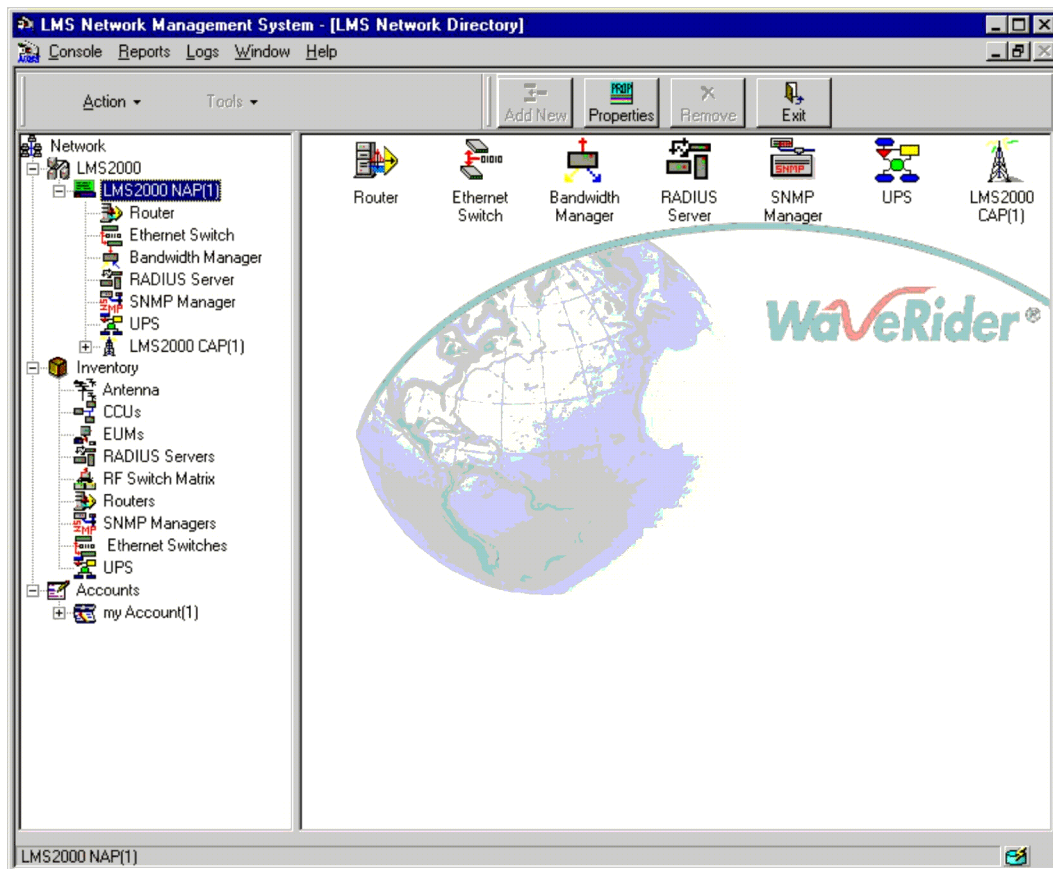 LMS Network Management System - [LMS Network Directory]
Console Reports Logs Window Help
Action Tools Add New Properties Remove Exit
PROP
Network
LMS2000
LMS2000 NAP(1)
Router
Ethernet Switch
Bandwidth Manager
RADIUS Server
SNMP Manager
UPS
LMS2000 CAP(1)
Inventory
Antenna
CCUs
EUMs
RADIUS Servers
RF Switch Matrix
Routers
SNMP Managers
Ethernet Switches
UPS
Accounts
my Account(1)
Router
Ethernet
Switch
Bandwidth
Manager
RADIUS
Server
SNMP
SNMP
Manager
UPS
LMS2000
CAP(1)
WaveRider®
LMS2000 NAP(1)